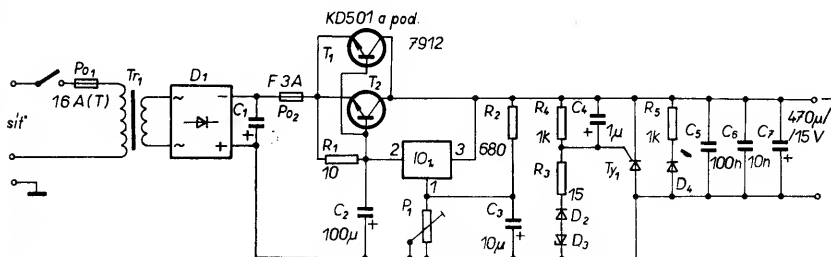 KD501 a pod.
7912
síť
Po1
16A(T)
Tr1
D1
~
~
−
+
C1
+
F 3A
Po2
T1
T2
R1
10
2
IO1
3
1
C2
100µ
+
P1
R2
680
C3
10µ
+
R4
1K
R3
15
D2
D3
C4
1µ
+
Ty1
R5
1K
D4
C5
100n
C6
10n
C7
+
470µ/
/15V
−
+